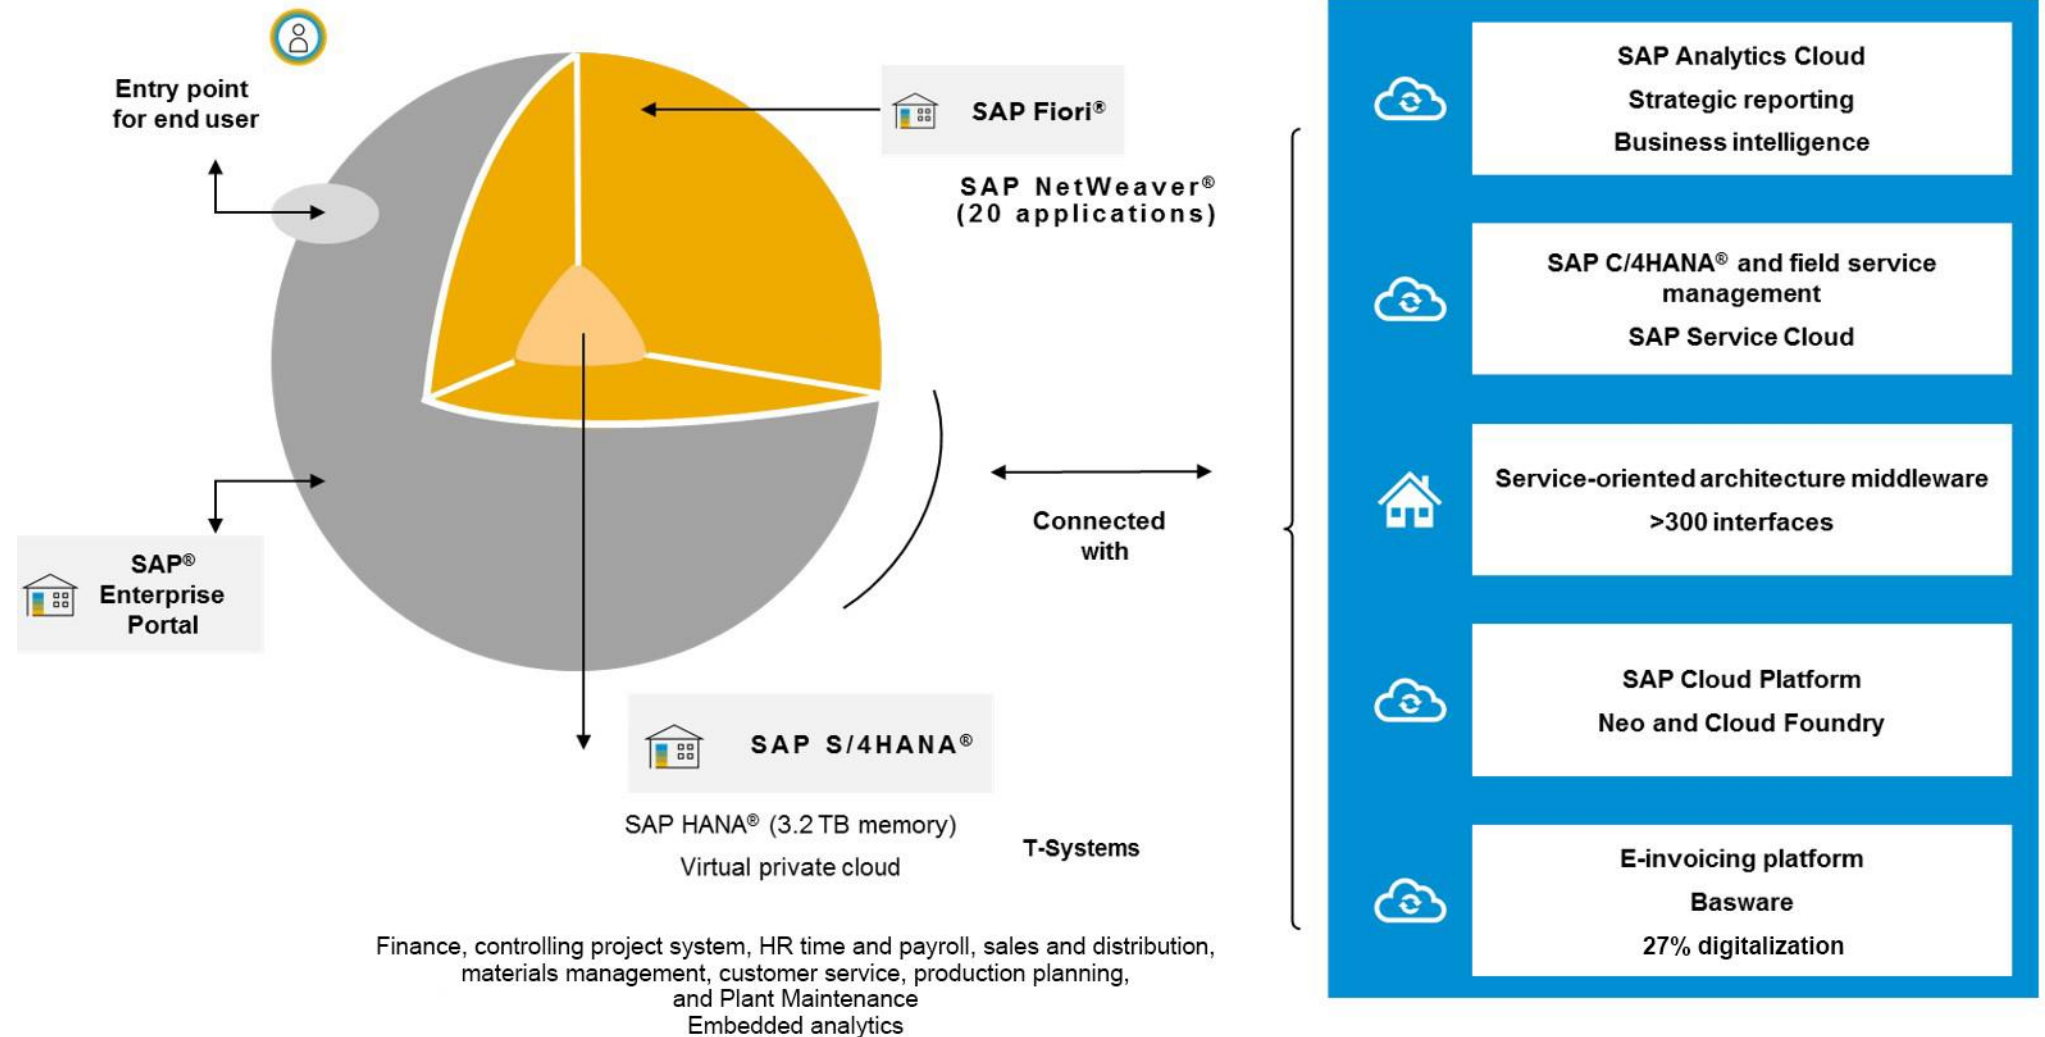 Entry point
for end user
SAP Fiori®
SAP NetWeaver®
(20 applications)
SAP®
Enterprise
Portal
Connected
with
SAP S/4HANA®
SAP HANA® (3.2 TB memory)
Virtual private cloud
T-Systems
Finance, controlling project system, HR time and payroll, sales and distribution,
materials management, customer service, production planning,
and Plant Maintenance
Embedded analytics
SAP Analytics Cloud
Strategic reporting
Business intelligence
SAP C/4HANA® and field service
management
SAP Service Cloud
Service-oriented architecture middleware
>300 interfaces
SAP Cloud Platform
Neo and Cloud Foundry
E-invoicing platform
Basware
27% digitalization